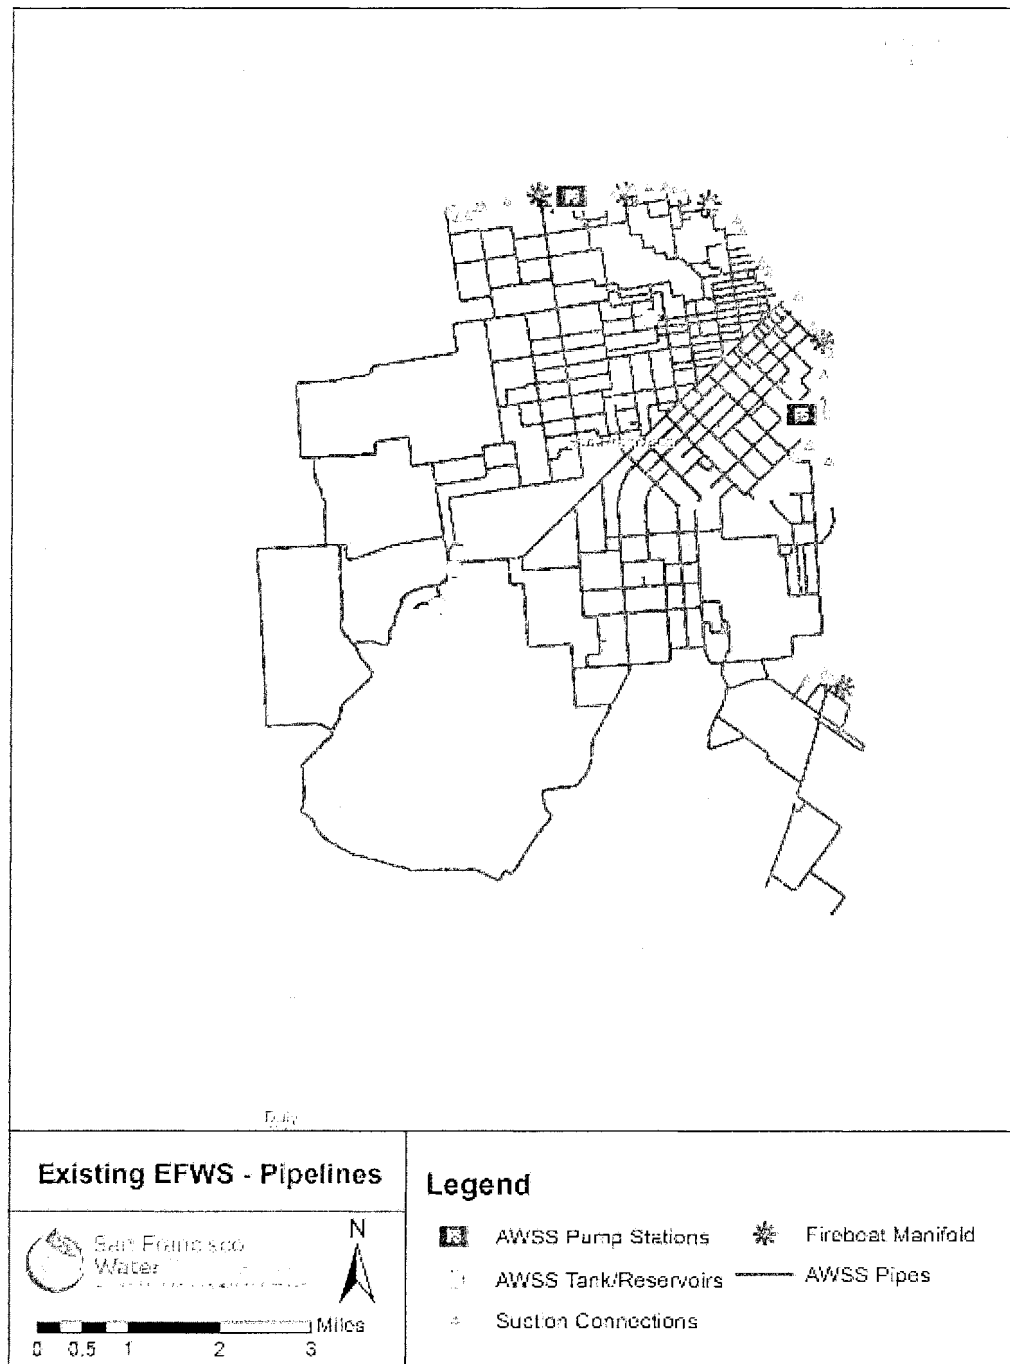 Daly
Existing EFWS - Pipelines
San Francisco
Water
N
Miles
0 0.5 1 2 3
Legend
AWSS Pump Stations
Fireboat Manifold
AWSS Tank/Reservoirs
AWSS Pipes
Suction Connections